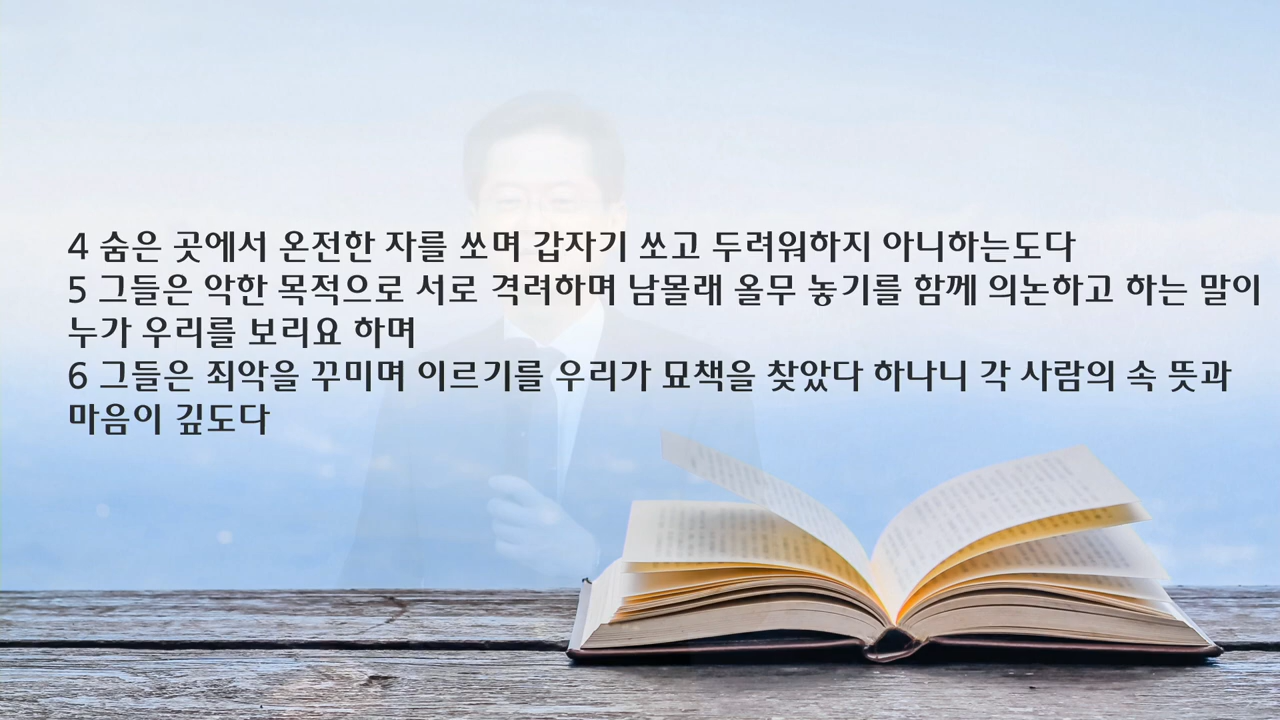 4 숨은 곳에서 온전한 자를 쏘며 갑자기 쏘고 두려워하지 아니하는도다
5 그들은 악한 목적으로 서로 격려하며 남몰래 올무 놓기를 함께 의논하고 하는 말이
누가 우리를 보리요 하며
6 그들은 죄악을 꾸미며 이르기를 우리가 묘책을 찾았다 하나니 각 사람의 속 뜻과
마음이 깊도다